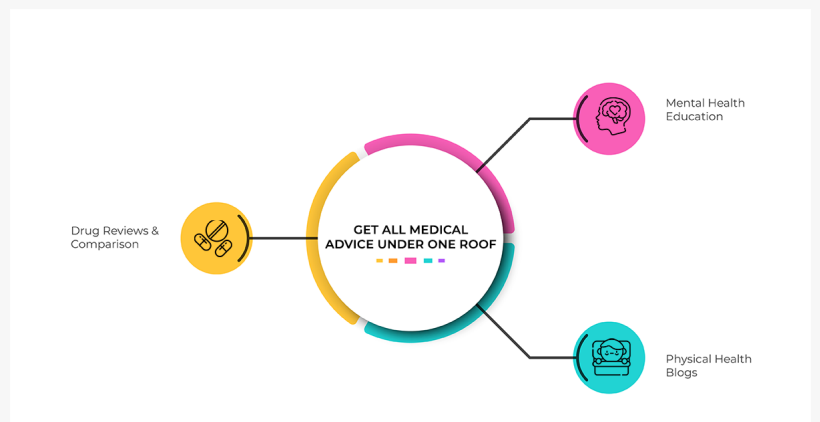 Mental Health
Education
Drug Reviews &
Comparison
GET ALL MEDICAL
ADVICE UNDER ONE ROOF
Physical Health
Blogs